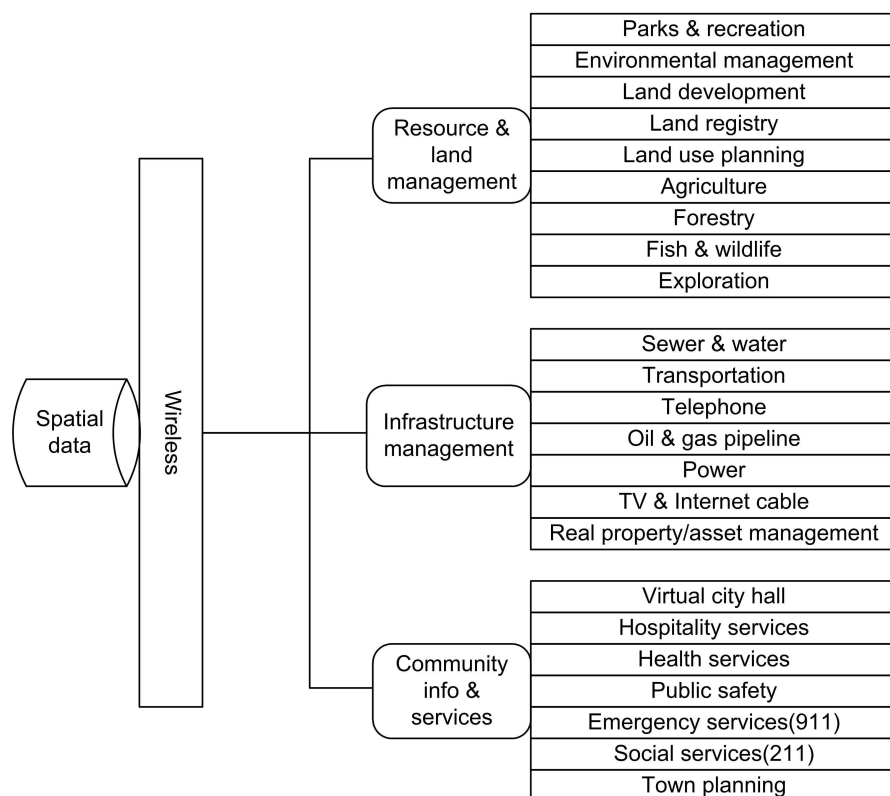 Spatial
data
Wireless
Resource &
land
management
Parks & recreation
Environmental management
Land development
Land registry
Land use planning
Agriculture
Forestry
Fish & wildlife
Exploration
Infrastructure
management
Sewer & water
Transportation
Telephone
Oil & gas pipeline
Power
TV & Internet cable
Real property/asset management
Community
info &
services
Virtual city hall
Hospitality services
Health services
Public safety
Emergency services(911)
Social services(211)
Town planning